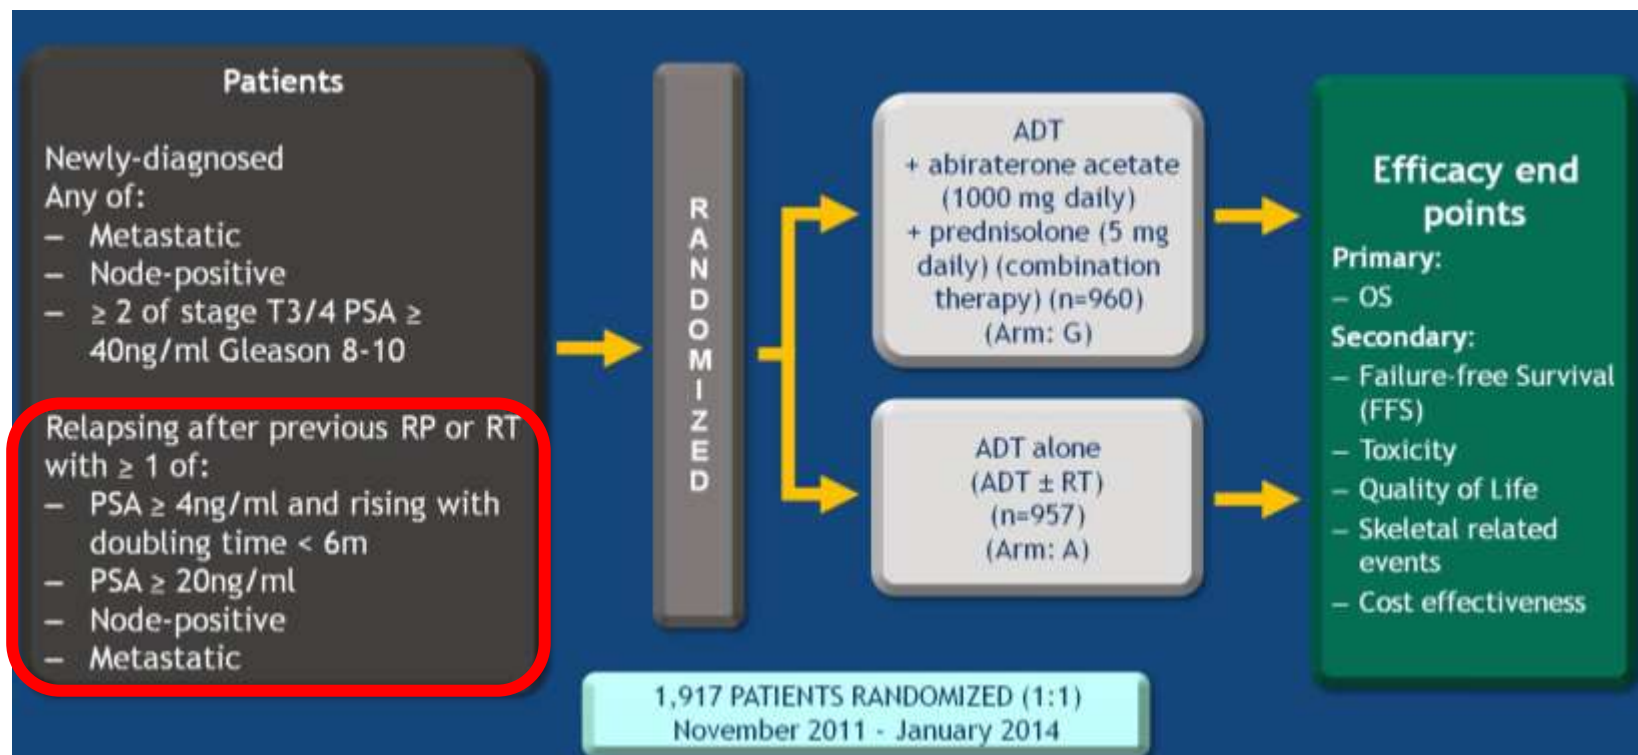 Patients
Newly-diagnosed
Any of:
– Metastatic
– Node-positive
– ≥ 2 of stage T3/4 PSA ≥
40ng/ml Gleason 8-10
Relapsing after previous RP or RT
with ≥ 1 of:
– PSA ≥ 4ng/ml and rising with
doubling time < 6m
– PSA ≥ 20ng/ml
– Node-positive
– Metastatic
RANDOMIZED
ADT
+ abiraterone acetate
(1000 mg daily)
+ prednisolone (5 mg
daily) (combination
therapy) (n=960)
(Arm: G)
ADT alone
(ADT ± RT)
(n=957)
(Arm: A)
Efficacy end
points
Primary:
– OS
Secondary:
– Failure-free Survival
(FFS)
– Toxicity
– Quality of Life
– Skeletal related
events
– Cost effectiveness
1,917 PATIENTS RANDOMIZED (1:1)
November 2011 - January 2014